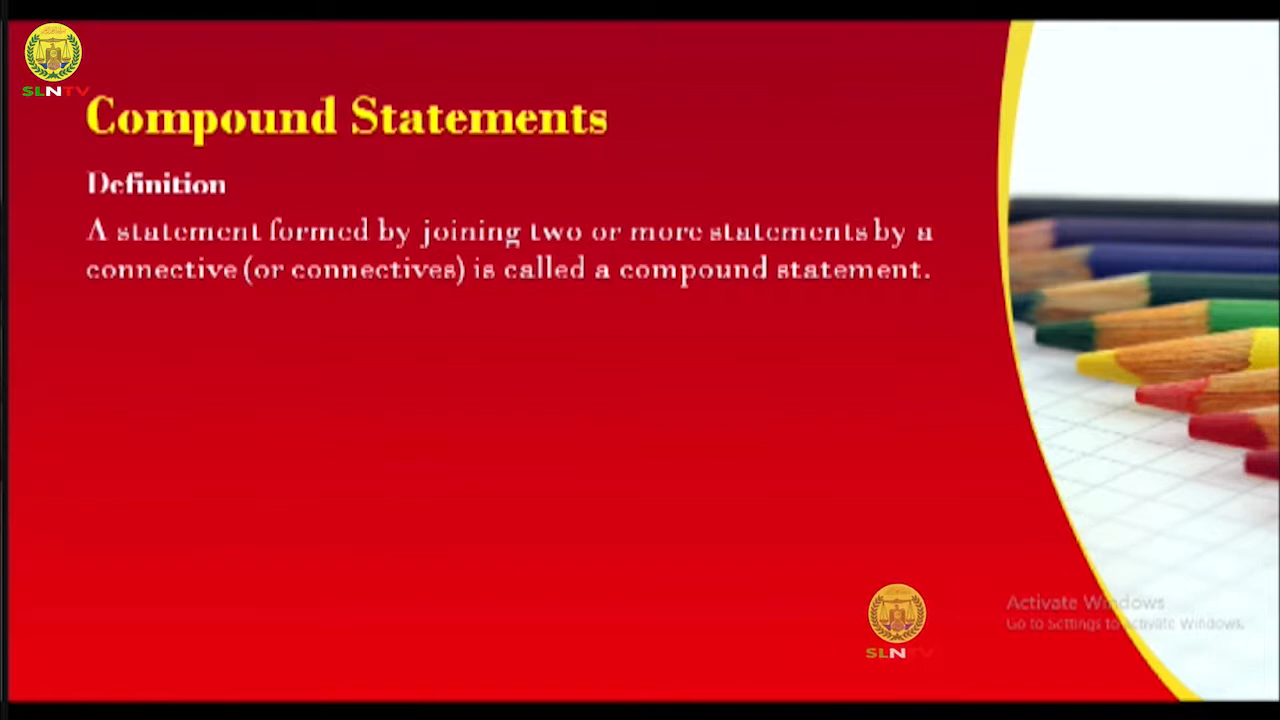 SLNTV
Compound Statements
Definition
A statement formed by joining two or more statements by a
connective (or connectives) is called a compound statement.
Activate Windows
Go to Settings to activate Windows.
SLNTV